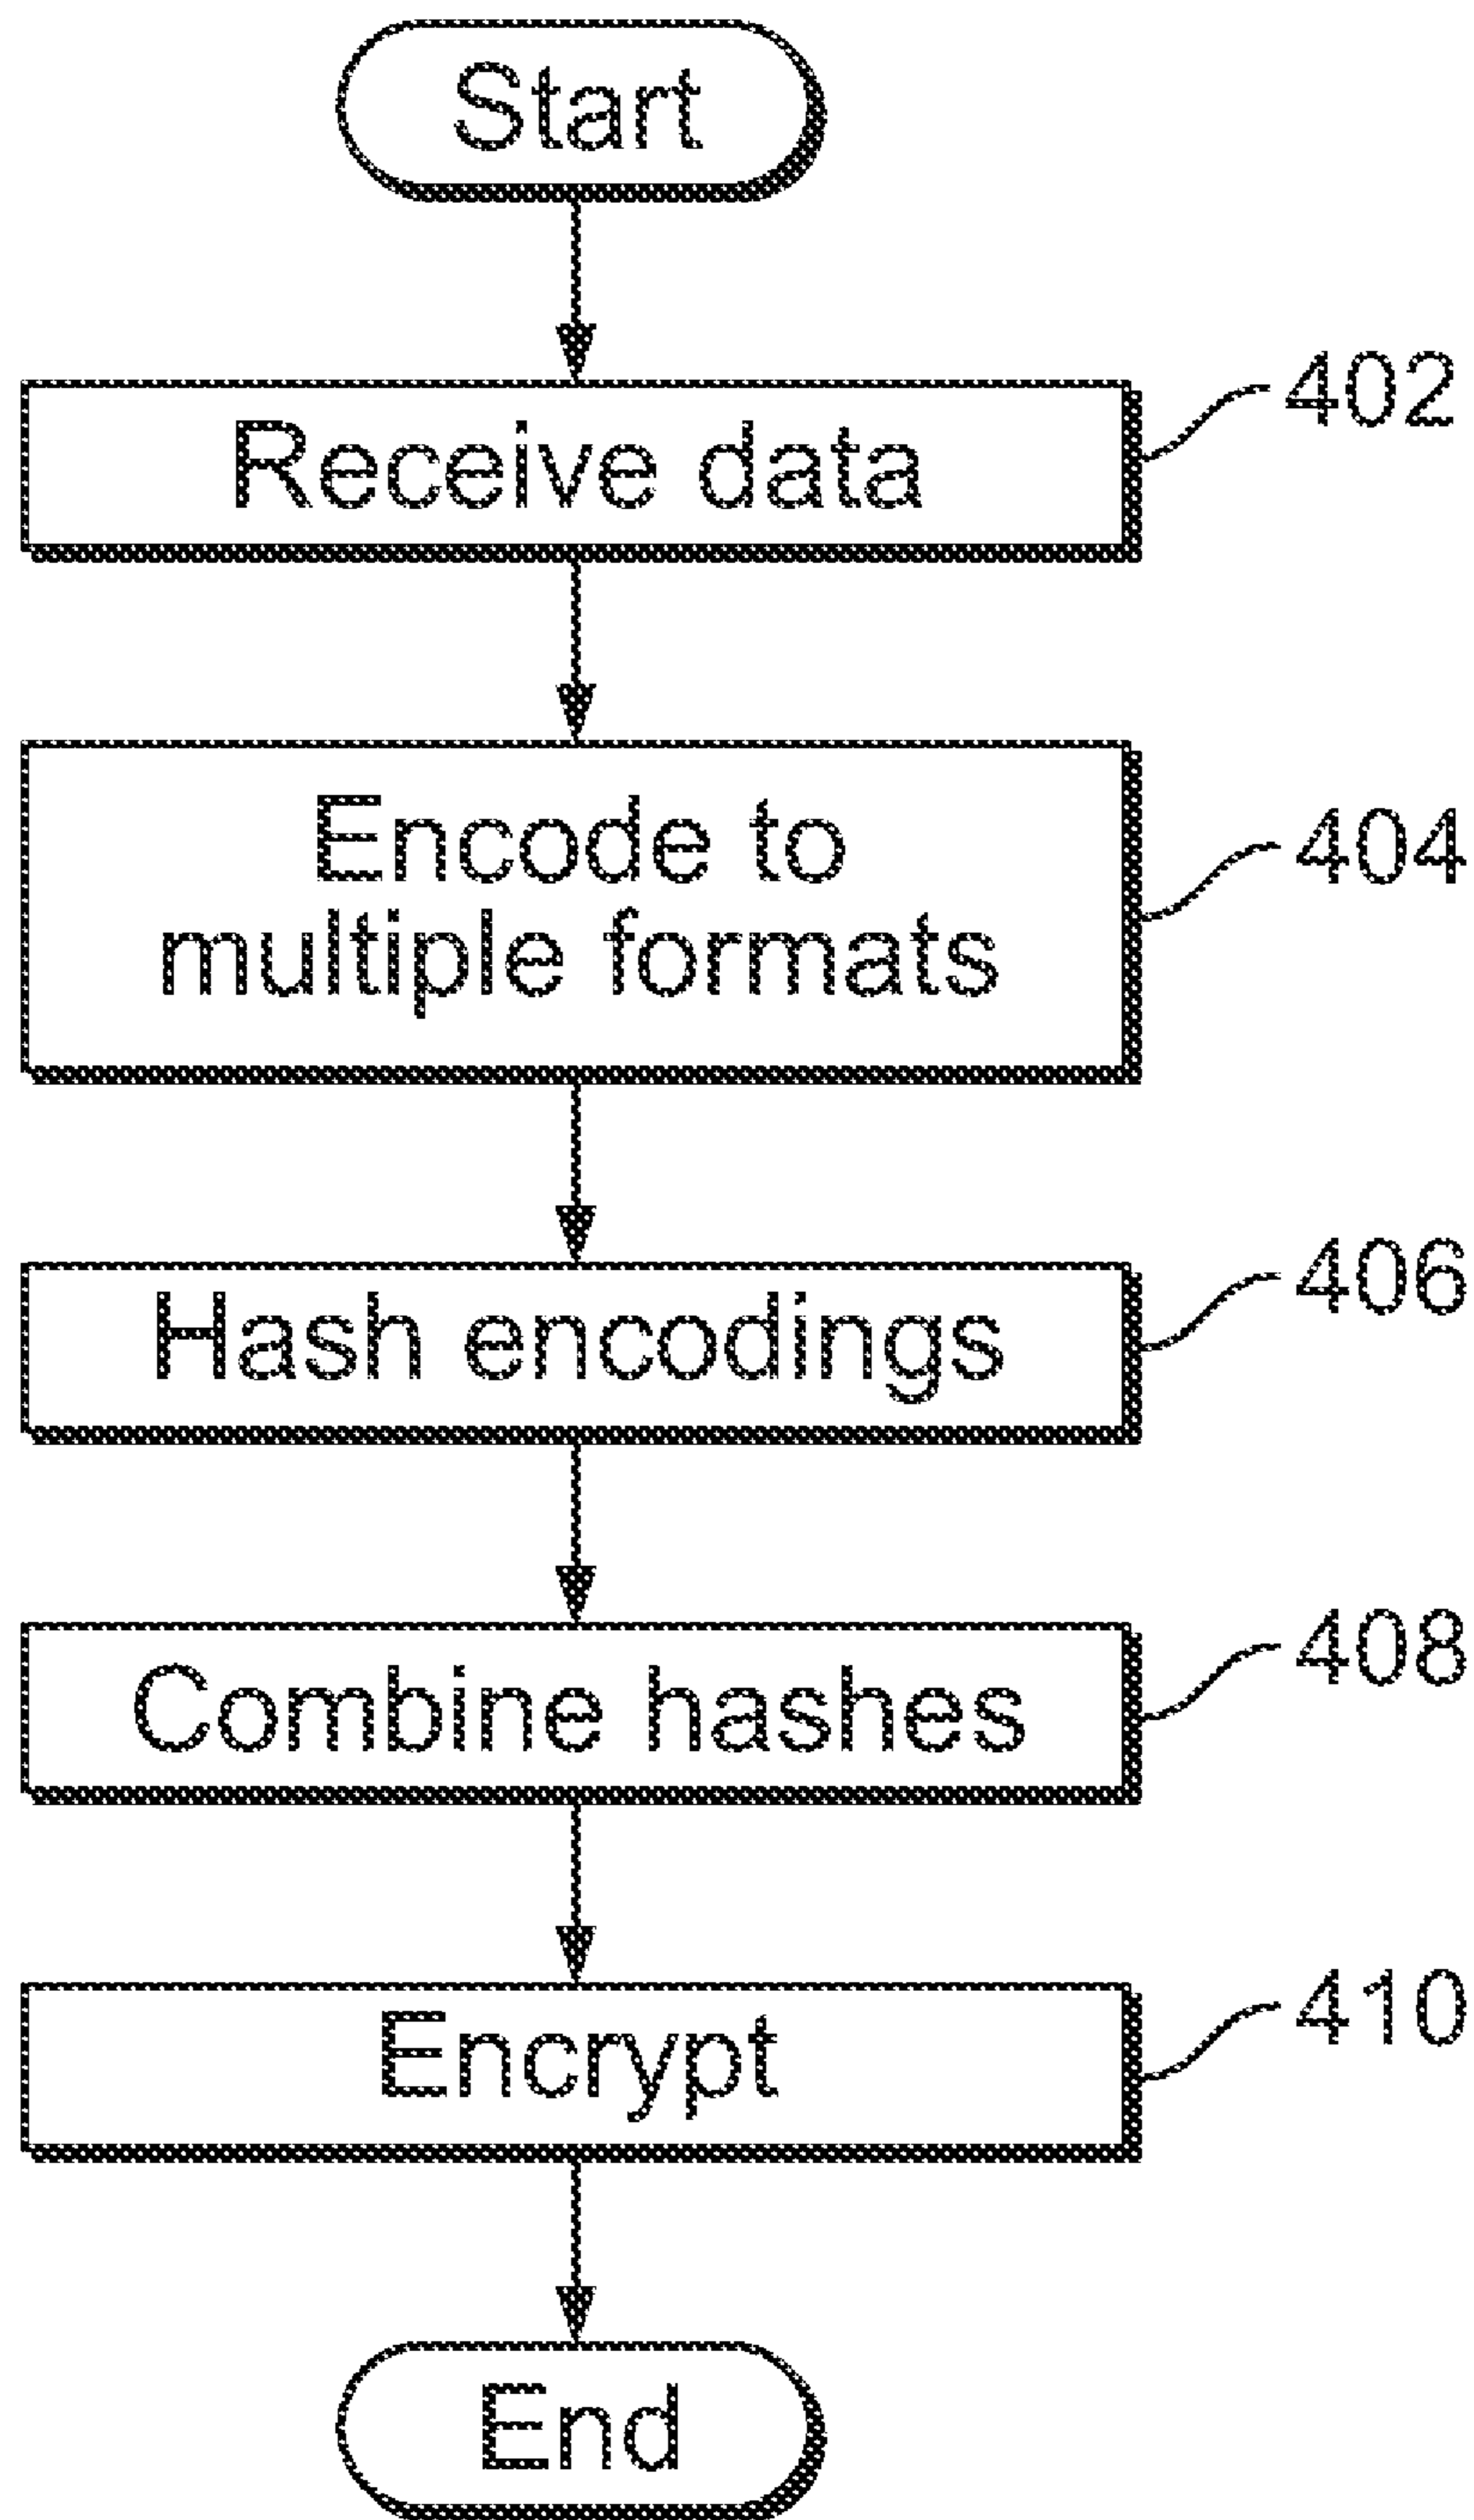 Start
Receive data
402
Encode to
multiple formats
404
Hash encodings
406
Combine hashes
408
Encrypt
410
End